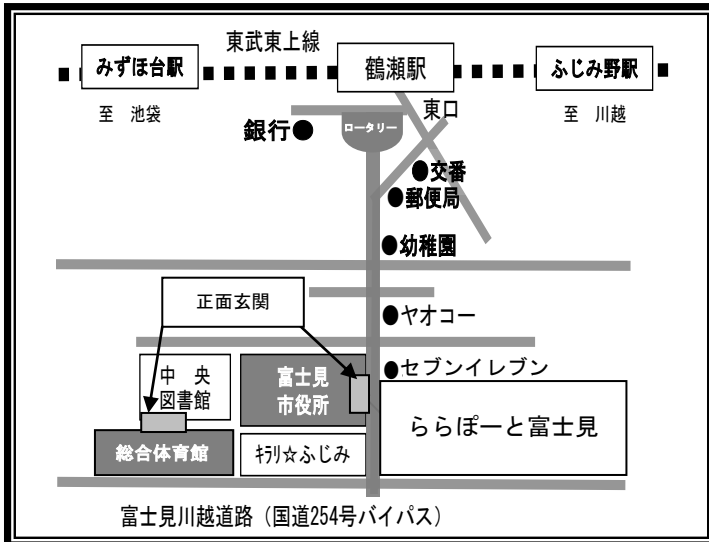 東武東上線
みずほ台駅
鶴瀬駅
ふじみ野駅
至 池袋
東口
至 川越
銀行●
ロータリー
●交番
●郵便局
●幼稚園
正面玄関
●ヤオコー
●セブンイレブン
中 央
図書館
富士見
市役所
ららぽーと富士見
総合体育館
ｷﾗﾘ☆ふじみ
富士見川越道路（国道254号バイパス）